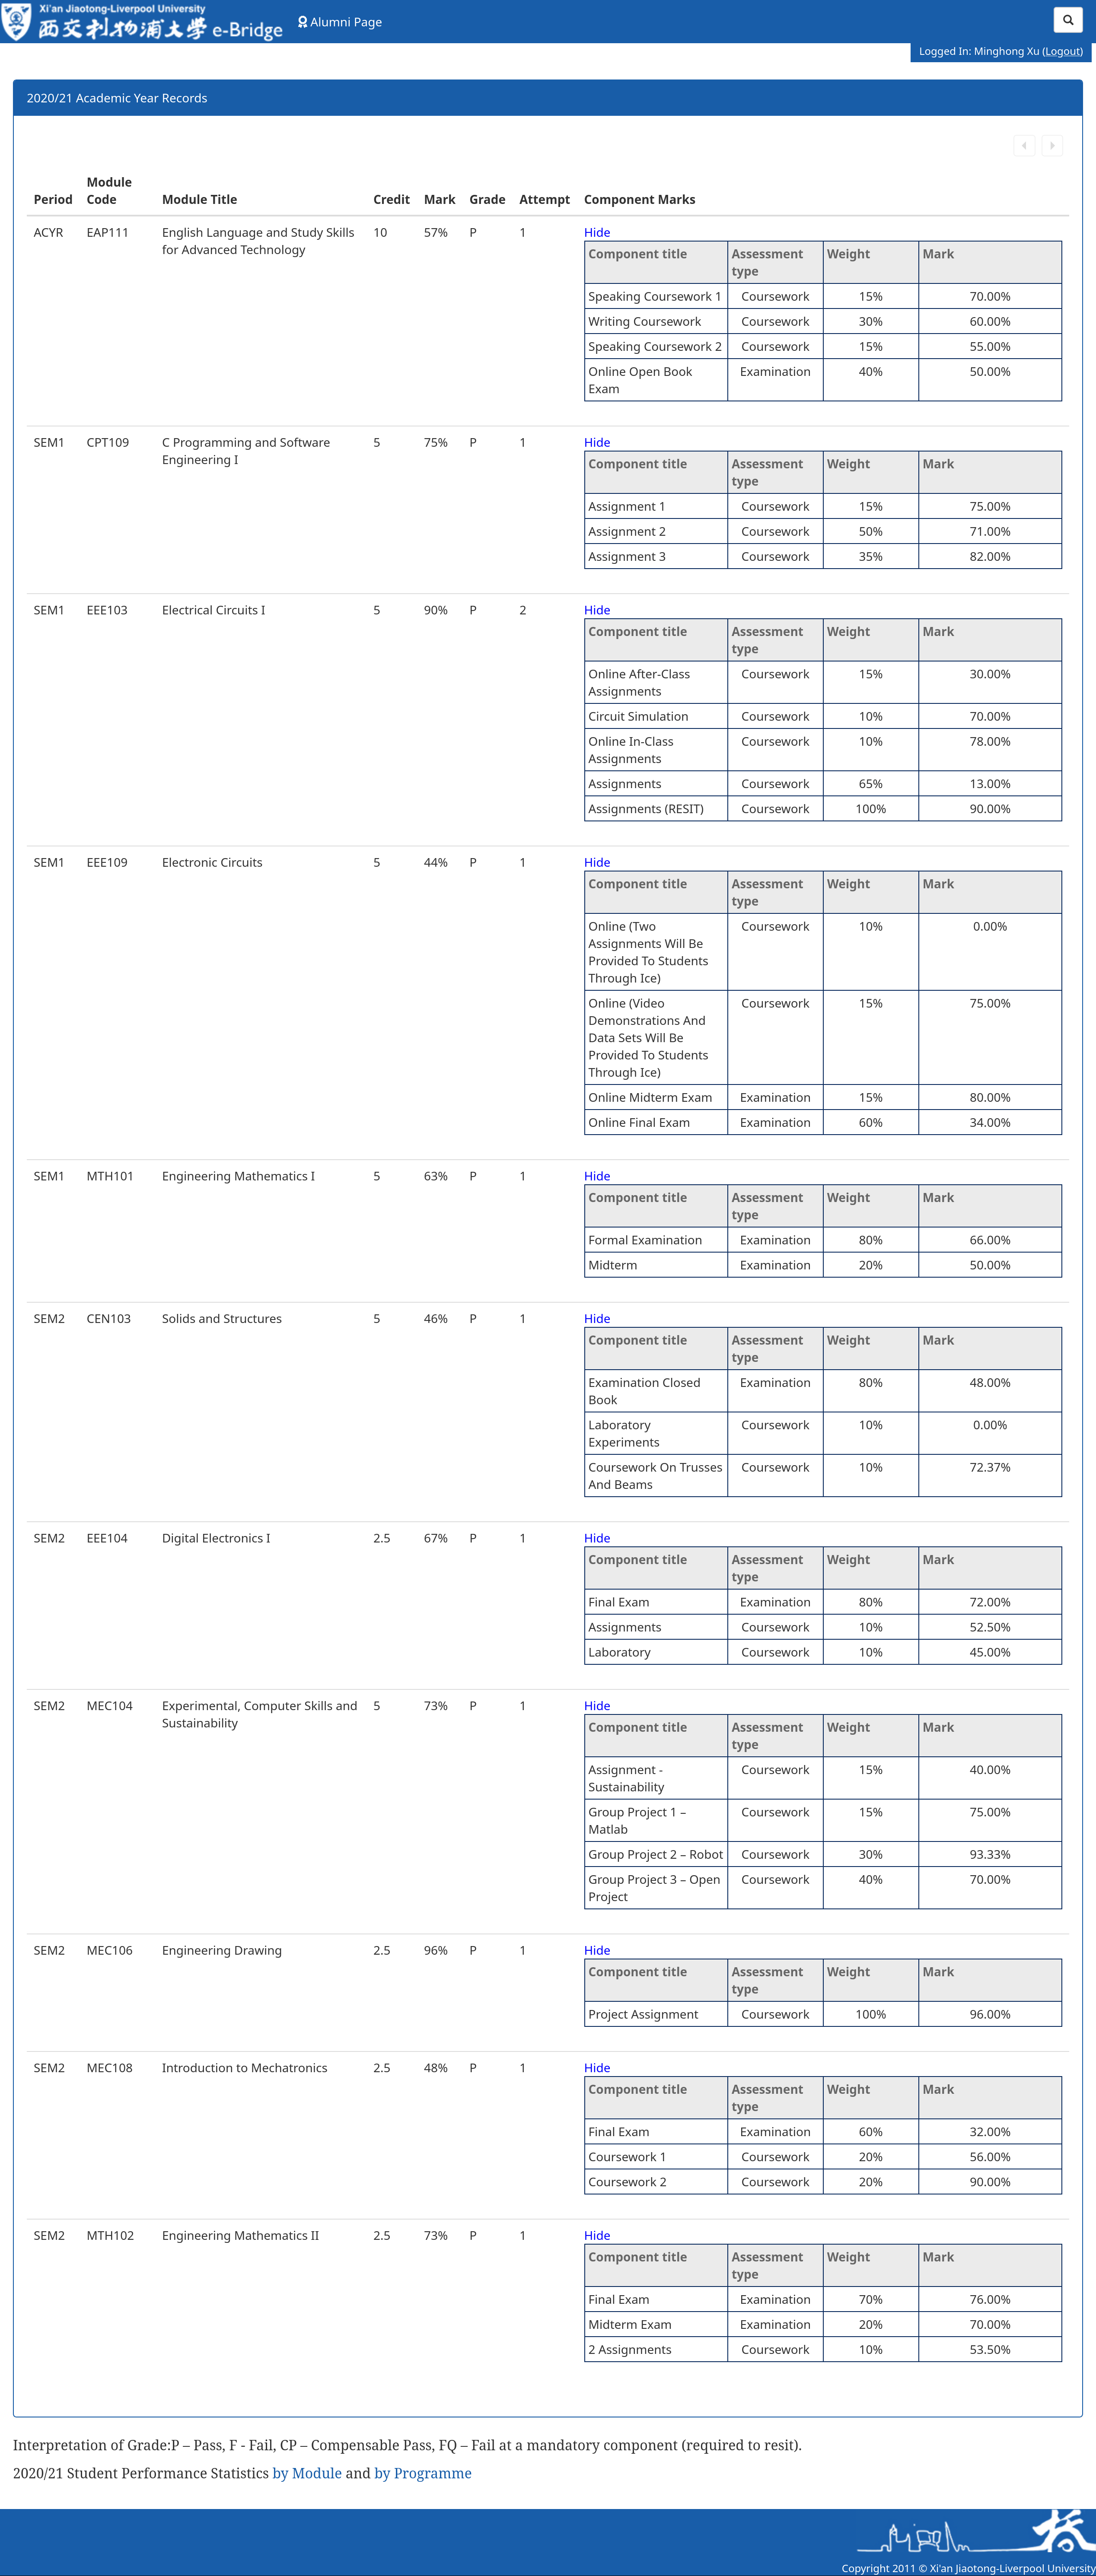 Xi'an Jiaotong-Liverpool University
西交利物浦大学 e-Bridge
Alumni Page
Logged In: Minghong Xu (Logout)
2020/21 Academic Year Records
Period Module Code Module Title Credit Mark Grade Attempt Component Marks
ACYR EAP111 English Language and Study Skills 10 57% P 1 Hide
for Advanced Technology
Component title Assessment type Weight Mark
Speaking Coursework 1 Coursework 15% 70.00%
Writing Coursework Coursework 30% 60.00%
Speaking Coursework 2 Coursework 15% 55.00%
Online Open Book Examination 40% 50.00%
Exam
SEM1 CPT109 C Programming and Software 5 75% P 1 Hide
Engineering I
Component title Assessment type Weight Mark
Assignment 1 Coursework 15% 75.00%
Assignment 2 Coursework 50% 71.00%
Assignment 3 Coursework 35% 82.00%
SEM1 EEE103 Electrical Circuits I 5 90% P 2 Hide
Component title Assessment type Weight Mark
Online After-Class Coursework 15% 30.00%
Assignments
Circuit Simulation Coursework 10% 70.00%
Online In-Class Coursework 10% 78.00%
Assignments
Assignments Coursework 65% 13.00%
Assignments (RESIT) Coursework 100% 90.00%
SEM1 EEE109 Electronic Circuits 5 44% P 1 Hide
Component title Assessment type Weight Mark
Online (Two Coursework 10% 0.00%
Assignments Will Be
Provided To Students
Through Ice)
Online (Video Coursework 15% 75.00%
Demonstrations And
Data Sets Will Be
Provided To Students
Through Ice)
Online Midterm Exam Examination 15% 80.00%
Online Final Exam Examination 60% 34.00%
SEM1 MTH101 Engineering Mathematics I 5 63% P 1 Hide
Component title Assessment type Weight Mark
Formal Examination Examination 80% 66.00%
Midterm Examination 20% 50.00%
SEM2 CEN103 Solids and Structures 5 46% P 1 Hide
Component title Assessment type Weight Mark
Examination Closed Examination 80% 48.00%
Book
Laboratory Coursework 10% 0.00%
Experiments
Coursework On Trusses Coursework 10% 72.37%
And Beams
SEM2 EEE104 Digital Electronics I 2.5 67% P 1 Hide
Component title Assessment type Weight Mark
Final Exam Examination 80% 72.00%
Assignments Coursework 10% 52.50%
Laboratory Coursework 10% 45.00%
SEM2 MEC104 Experimental, Computer Skills and 5 73% P 1 Hide
Sustainability
Component title Assessment type Weight Mark
Assignment - Coursework 15% 40.00%
Sustainability
Group Project 1 – Coursework 15% 75.00%
Matlab
Group Project 2 – Robot Coursework 30% 93.33%
Group Project 3 – Open Coursework 40% 70.00%
Project
SEM2 MEC106 Engineering Drawing 2.5 96% P 1 Hide
Component title Assessment type Weight Mark
Project Assignment Coursework 100% 96.00%
SEM2 MEC108 Introduction to Mechatronics 2.5 48% P 1 Hide
Component title Assessment type Weight Mark
Final Exam Examination 60% 32.00%
Coursework 1 Coursework 20% 56.00%
Coursework 2 Coursework 20% 90.00%
SEM2 MTH102 Engineering Mathematics II 2.5 73% P 1 Hide
Component title Assessment type Weight Mark
Final Exam Examination 70% 76.00%
Midterm Exam Examination 20% 70.00%
2 Assignments Coursework 10% 53.50%
Interpretation of Grade:P – Pass, F - Fail, CP – Compensable Pass, FQ – Fail at a mandatory component (required to resit).
2020/21 Student Performance Statistics by Module and by Programme
Copyright 2011 © Xi'an Jiaotong-Liverpool University